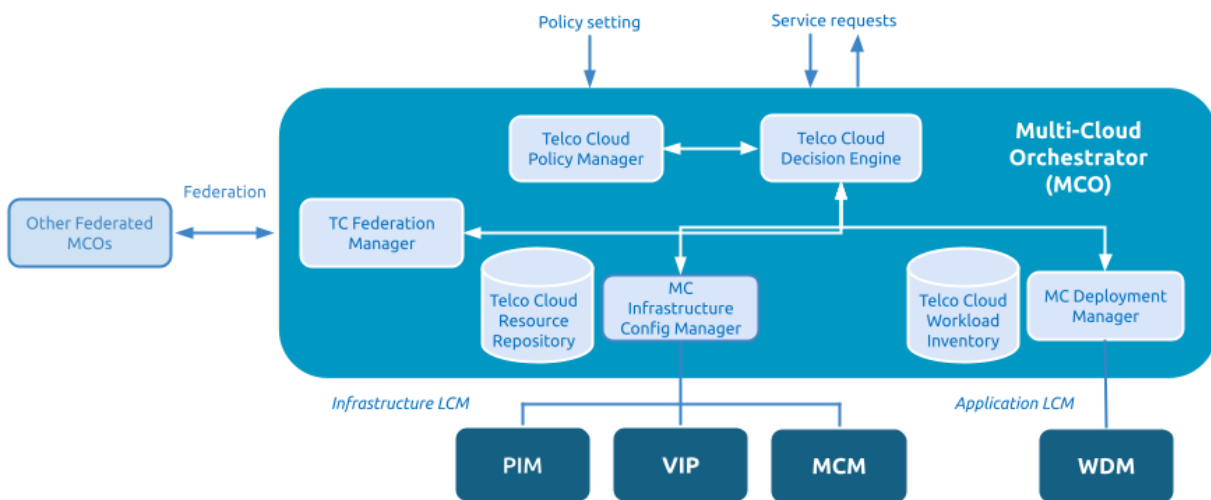 Policy setting
Service requests
Telco Cloud
Policy Manager
Telco Cloud
Decision Engine
Multi-Cloud
Orchestrator
(MCO)
Federation
Other Federated
MCOs
TC Federation
Manager
Telco Cloud
Resource
Repository
MC
Infrastructure
Config Manager
Telco Cloud
Workload
Inventory
MC Deployment
Manager
Infrastructure LCM
Application LCM
PIM
VIP
MCM
WDM